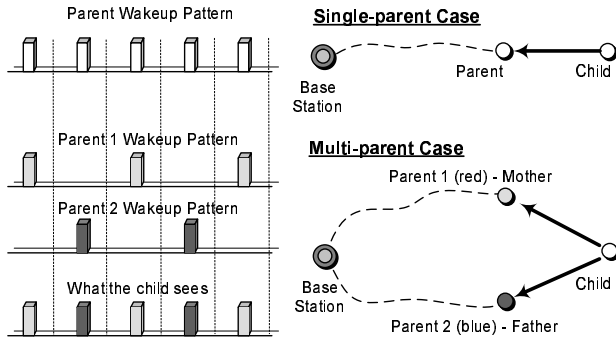 Parent Wakeup Pattern
Parent 1 Wakeup Pattern
Parent 2 Wakeup Pattern
What the child sees
Single-parent Case
Base
Station
Parent
Child
Multi-parent Case
Parent 1 (red) - Mother
Base
Station
Child
Parent 2 (blue) - Father